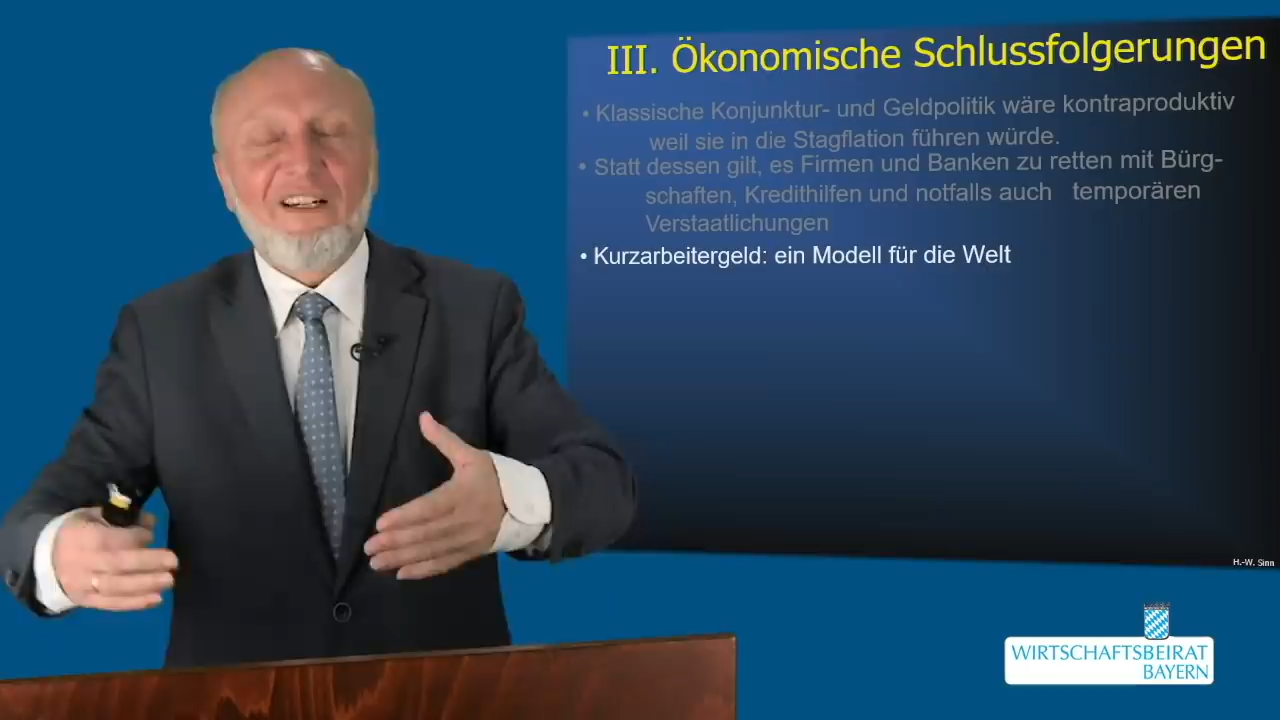 III. Ökonomische Schlussfolgerungen
• Klassische Konjunktur- und Geldpolitik wäre kontraproduktiv
weil sie in die Stagflation führen würde.
• Statt dessen gilt, es Firmen und Banken zu retten mit Bürg-
schaften, Kredithilfen und notfalls auch temporären
Verstaatlichungen
• Kurzarbeitergeld: ein Modell für die Welt
H.-W. Sinn
WIRTSCHAFTSBEIRAT
BAYERN